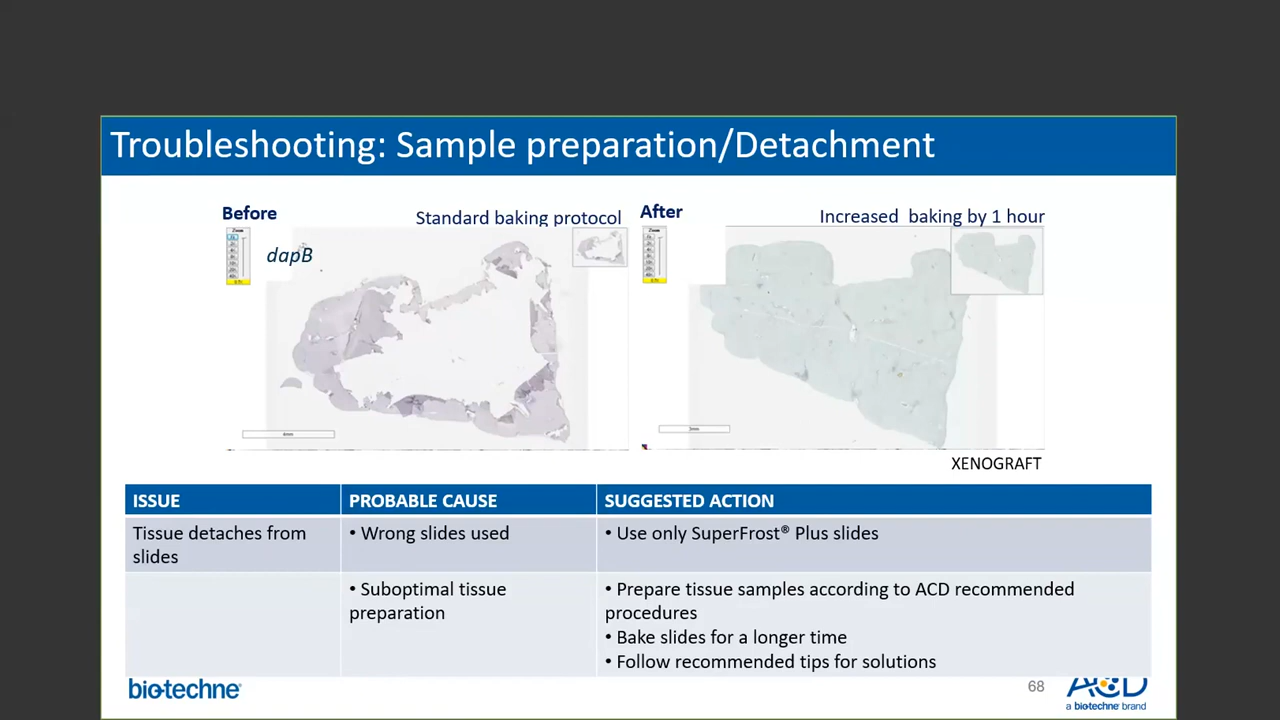 Troubleshooting: Sample preparation/Detachment
Before
Standard baking protocol
After
Increased baking by 1 hour
dapB
XENOGRAFT
ISSUE
PROBABLE CAUSE
SUGGESTED ACTION
Tissue detaches from
slides
• Wrong slides used
• Use only SuperFrost® Plus slides
• Suboptimal tissue
preparation
• Prepare tissue samples according to ACD recommended
procedures
• Bake slides for a longer time
• Follow recommended tips for solutions
bio-techne®
68
ACD
a biotechne brand